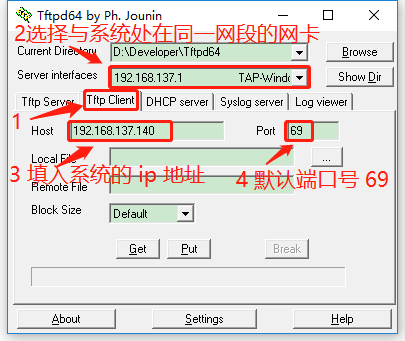 Tftpd64 by Ph. Jounin
2选择与系统处在同一网段的网卡
Current Directory D:\Developer\Tftpd64 Browse
Server interfaces 192.168.137.1 TAP-Windo Show Dir
Tftp Server Tftp Client DHCP server Syslog server Log viewer
1
Host 192.168.137.140 Port 69
Local File ...
3 填入系统的 ip 地址 4 默认端口号 69
Remote File
Block Size Default
Get Put Break
About Settings Help